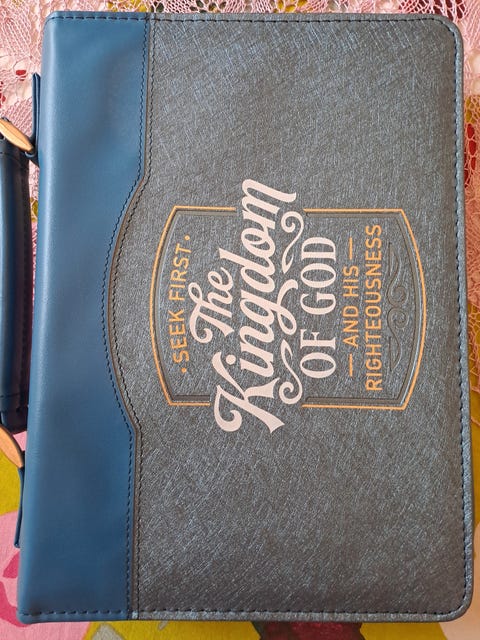 • SEEK FIRST •
The
Kingdom
OF GOD
— AND HIS —
RIGHTEOUSNESS